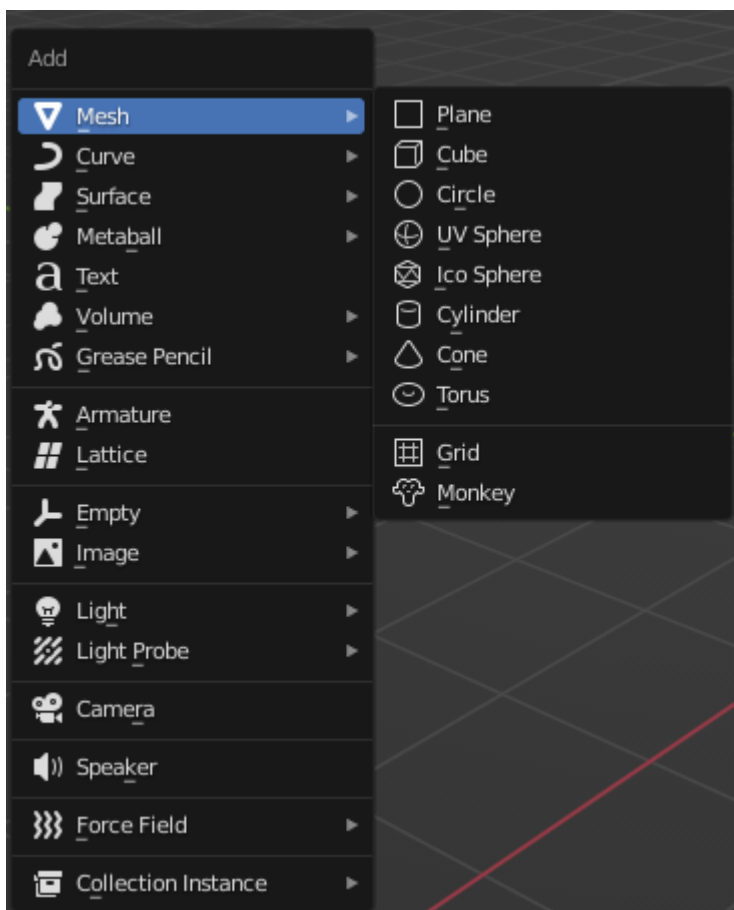 Add
Mesh
Curve
Surface
Metaball
Text
Volume
Grease Pencil
Armature
Lattice
Empty
Image
Light
Light Probe
Camera
Speaker
Force Field
Collection Instance
Plane
Cube
Circle
UV Sphere
Ico Sphere
Cylinder
Cone
Torus
Grid
Monkey